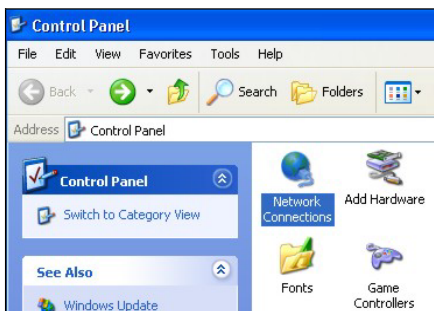 Control Panel
File Edit View Favorites Tools Help
Back Search Folders
Address Control Panel
Control Panel
Switch to Category View
See Also
Windows Update
Network
Connections
Add Hardware
Fonts
Game
Controllers